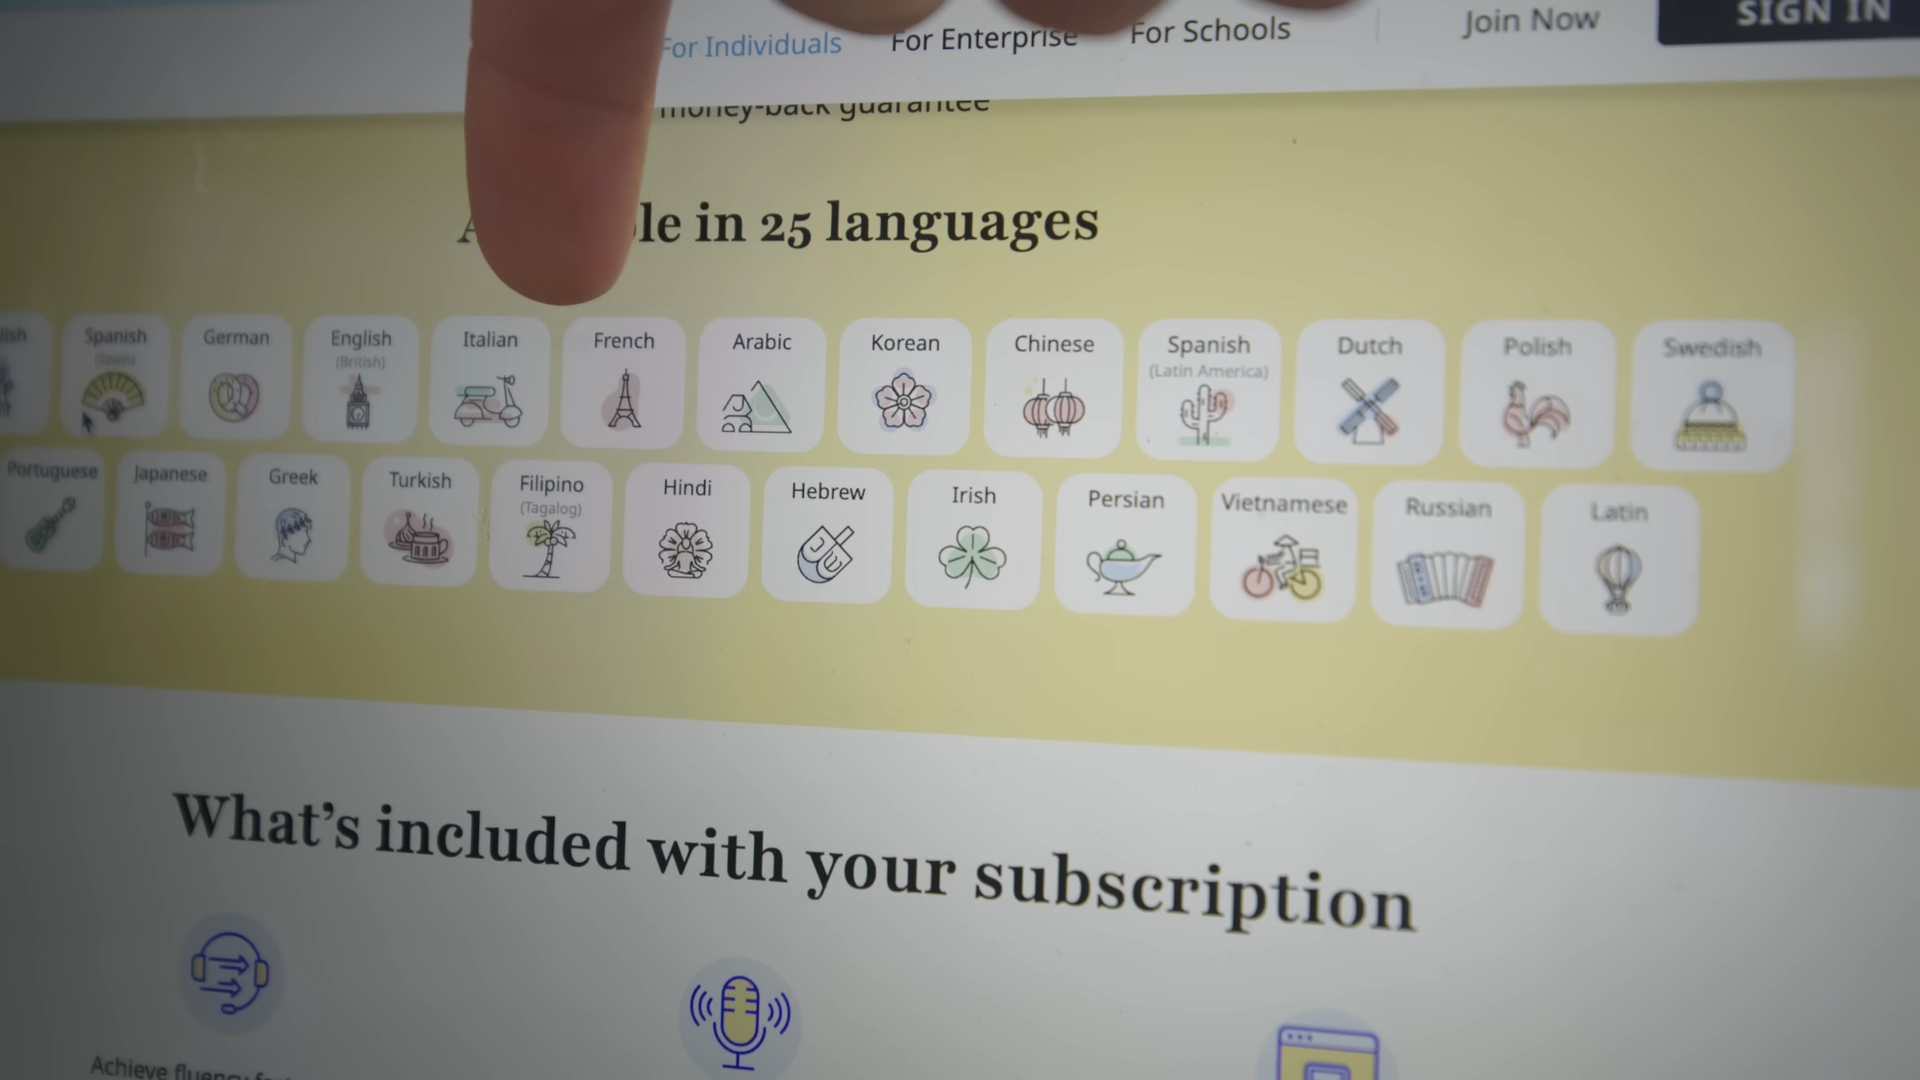 For Individuals For Enterprise For Schools Join Now SIGN IN
money-back guarantee
in 25 languages
Spanish German English Italian French Arabic Korean Chinese Spanish Dutch Polish Swedish
(Spain) (British) (Latin America)
Portuguese Japanese Greek Turkish Filipino Hindi Hebrew Irish Persian Vietnamese Russian Latin
(Tagalog)
What's included with your subscription
Achieve fluency